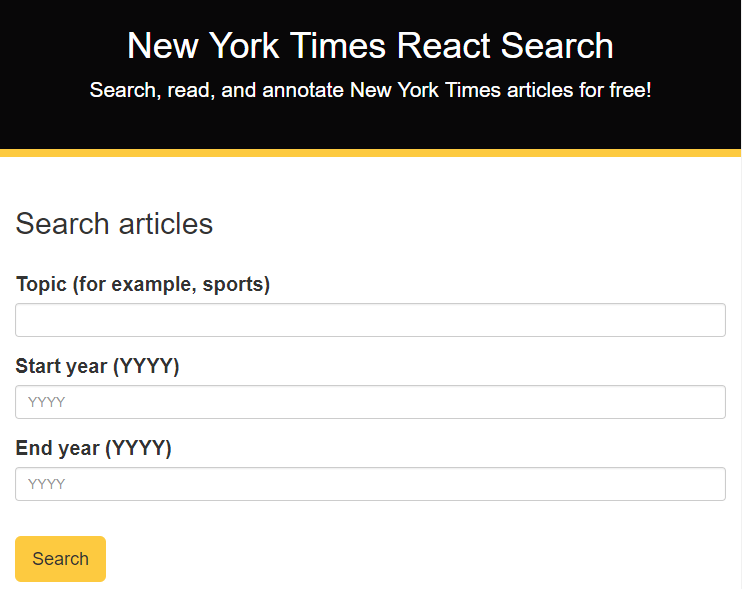 New York Times React Search
Search, read, and annotate New York Times articles for free!
Search articles
Topic (for example, sports)
Start year (YYYY)
YYYY
End year (YYYY)
YYYY
Search